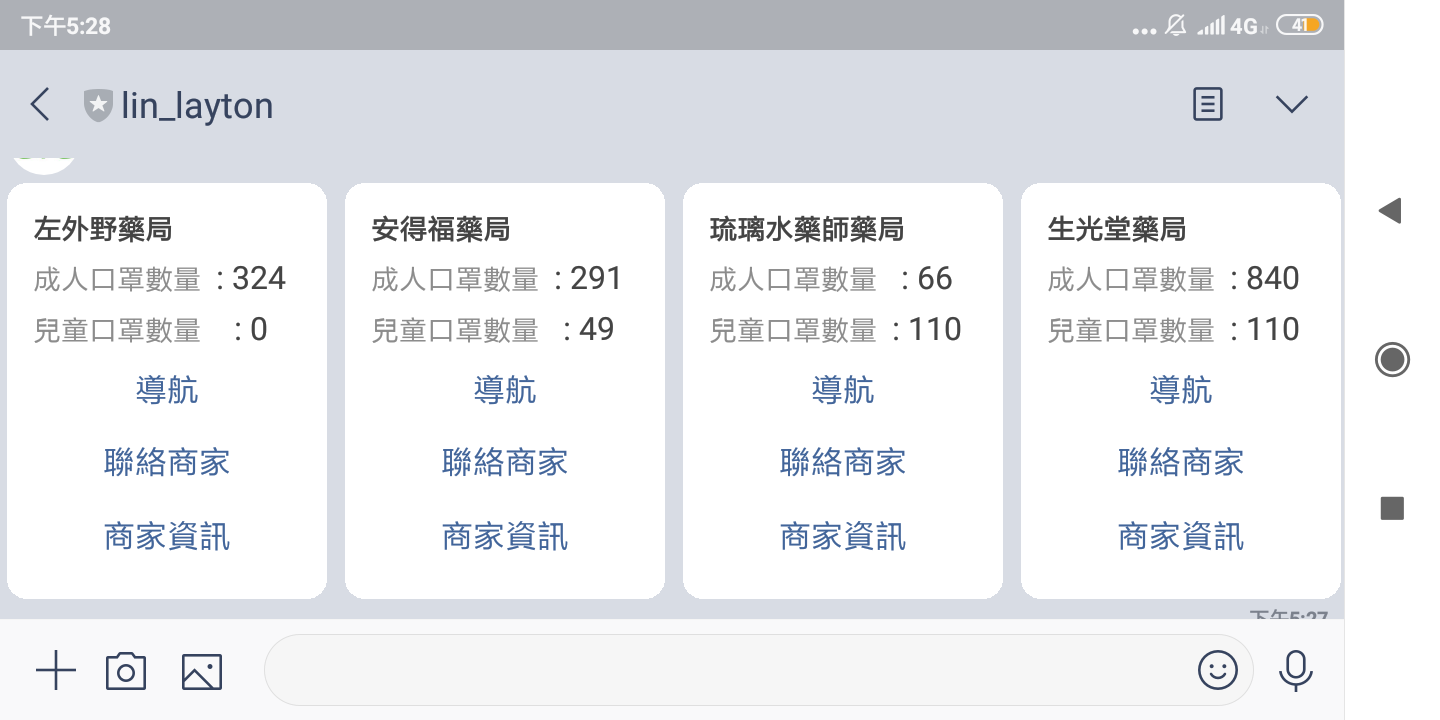 下午5:28
4G
41
lin_layton
左外野藥局
成人口罩數量 : 324
兒童口罩數量 : 0
導航
聯絡商家
商家資訊
安得福藥局
成人口罩數量 : 291
兒童口罩數量 : 49
導航
聯絡商家
商家資訊
琉璃水藥師藥局
成人口罩數量 : 66
兒童口罩數量 : 110
導航
聯絡商家
商家資訊
生光堂藥局
成人口罩數量 : 840
兒童口罩數量 : 110
導航
聯絡商家
商家資訊
下午5:27